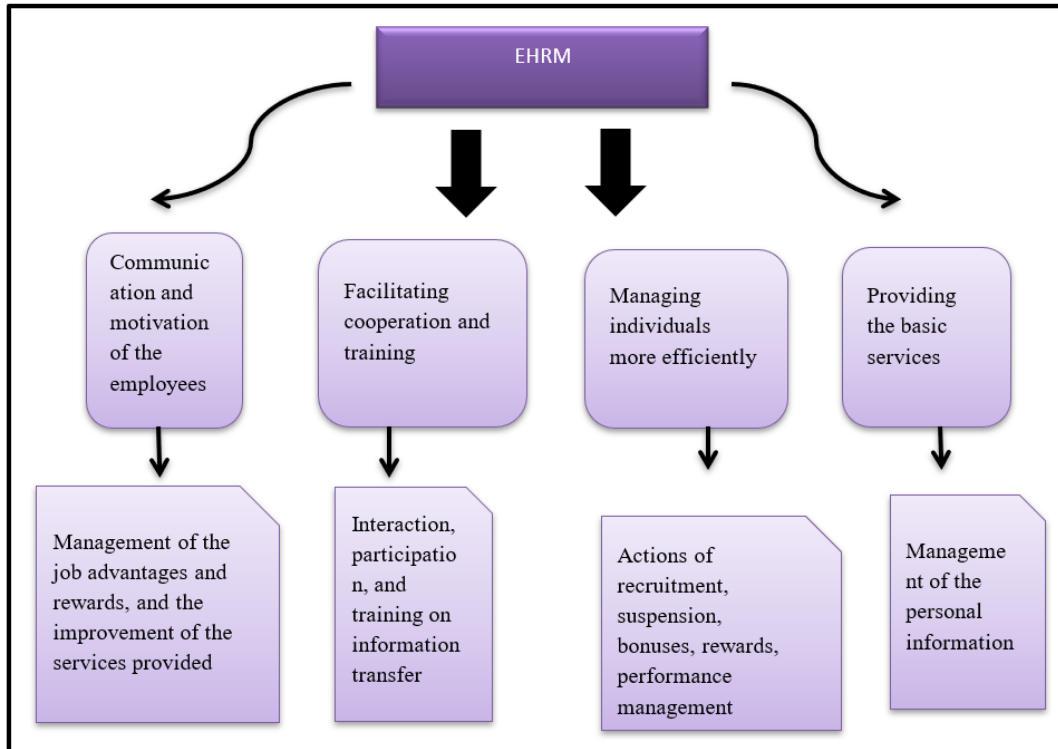 EHRM
Communic
ation and
motivation
of the
employees
Facilitating
cooperation and
training
Managing
individuals
more efficiently
Providing
the basic
services
Management of the
job advantages and
rewards, and the
improvement of the
services provided
Interaction,
participatio
n, and
training on
information
transfer
Actions of
recruitment,
suspension,
bonuses, rewards,
performance
management
Manageme
nt of the
personal
information